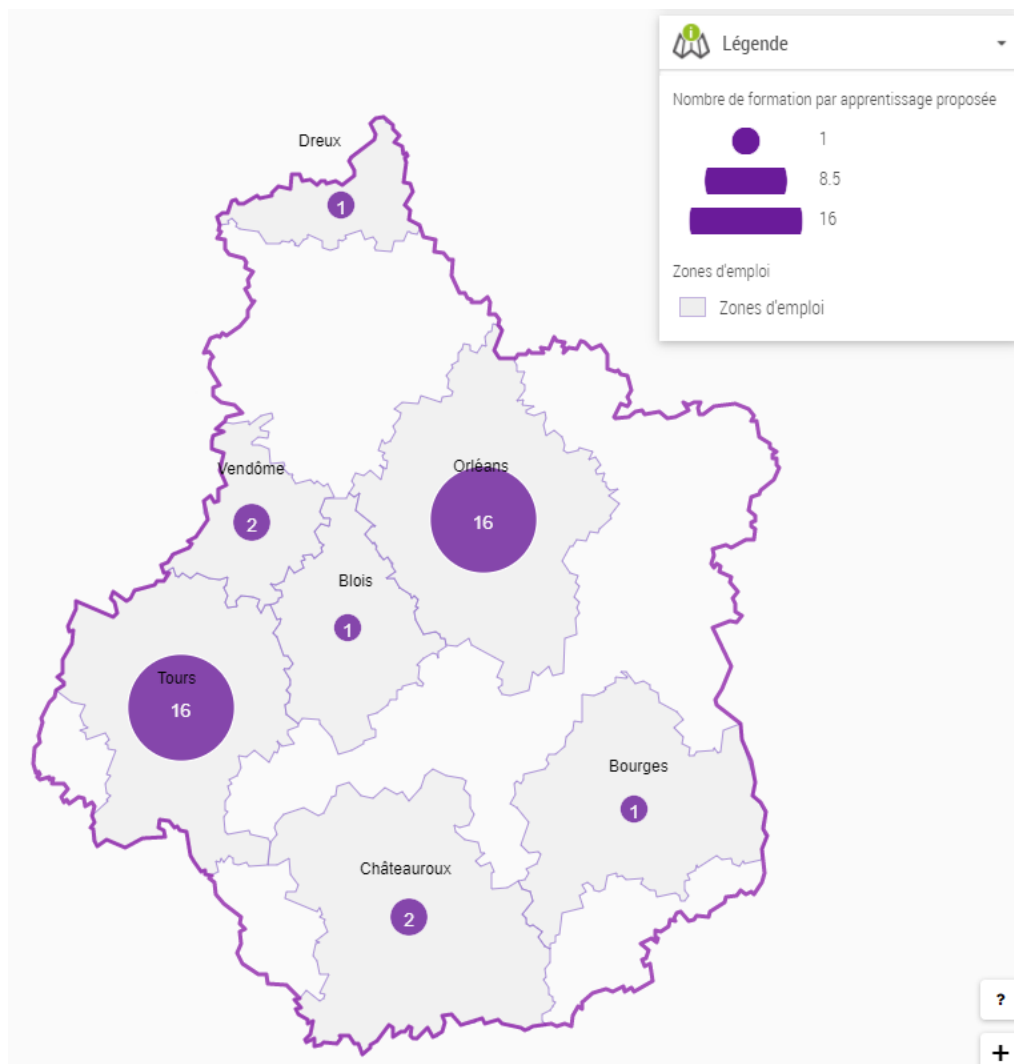 Légende
Nombre de formation par apprentissage proposée
1
8.5
16
Zones d'emploi
Zones d'emploi
Dreux
1
Vendôme
2
Orléans
16
Blois
1
Tours
16
Bourges
1
Châteauroux
2
?
+